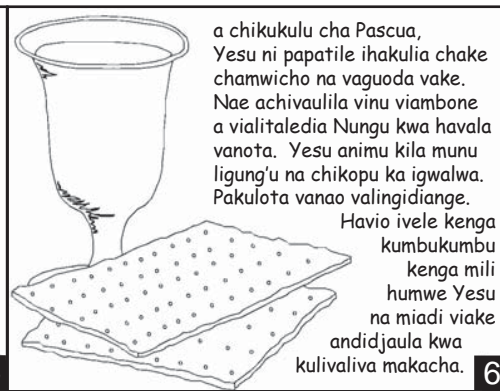 a chikukulu cha Pascua,
Yesu ni papatile ihakulia chake
chamwicho na vaguoda vake.
Nae achivaulila vinu viambone
a vialitaledia Nungu kwa havala
vanota. Yesu animu kila munu
ligung'u na chikopu ka igwalwa.
Pakulota vanao valingidiange.
Havio ivele kenga
kumbukumbu
kenga mili
humwe Yesu
na miadi viake
andidjaula kwa
kulivaliva makacha.
6